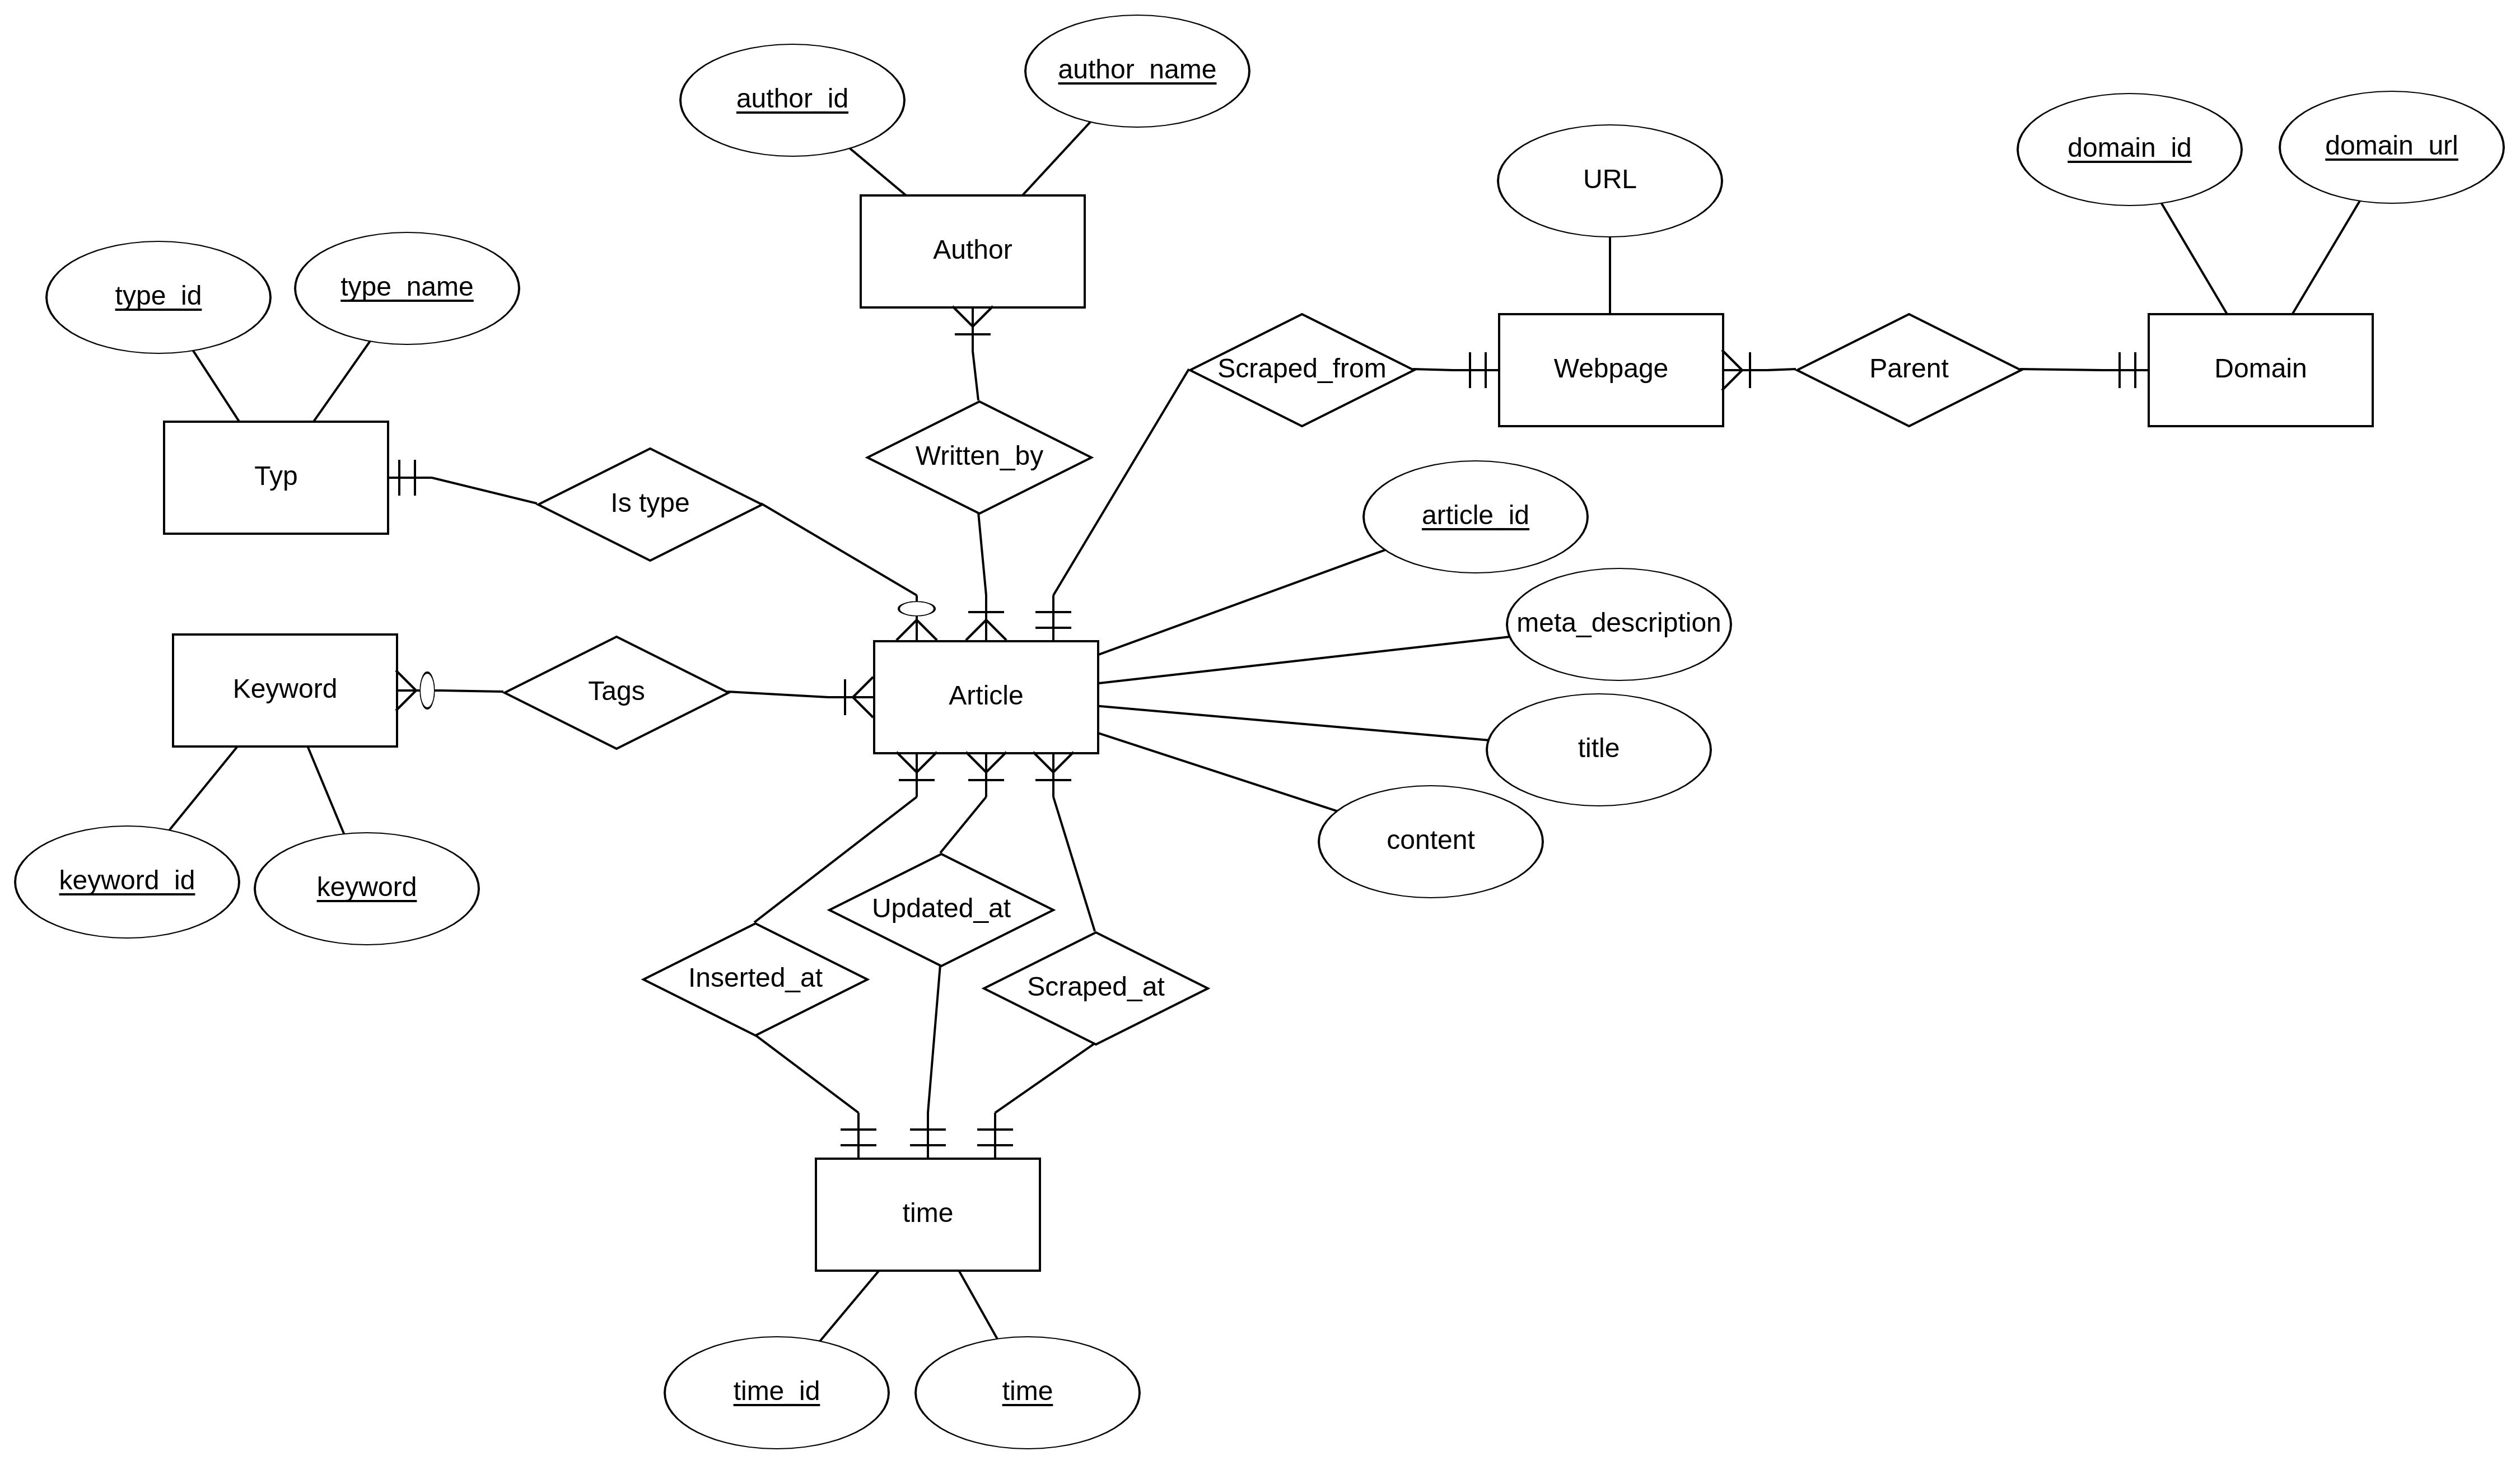 author_id
author_name
domain_id
domain_url
URL
Author
type_id
type_name
Scraped_from
Webpage
Parent
Domain
Written_by
Typ
Is type
article_id
meta_description
Keyword
Tags
Article
title
content
keyword_id
keyword
Updated_at
Inserted_at
Scraped_at
time
time_id
time